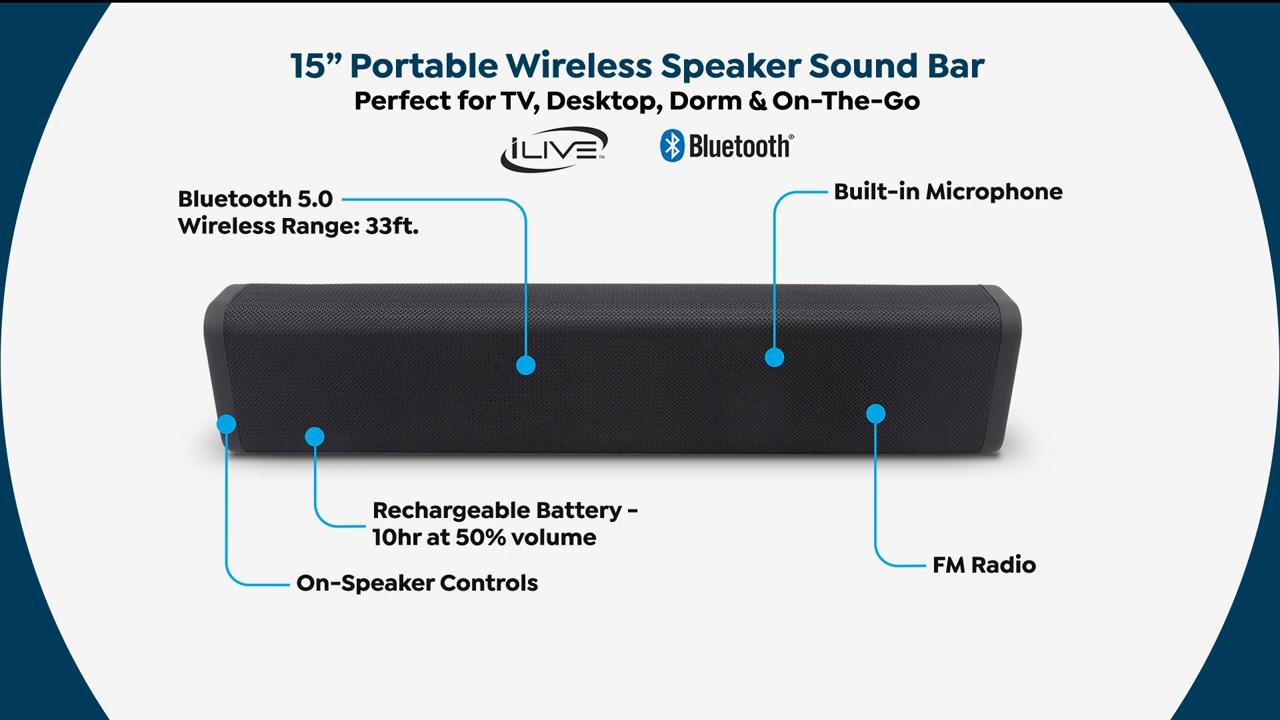 15” Portable Wireless Speaker Sound Bar
Perfect for TV, Desktop, Dorm & On-The-Go
iLIVE™
Bluetooth®
Bluetooth 5.0
Wireless Range: 33ft.
Built-in Microphone
Rechargeable Battery -
10hr at 50% volume
On-Speaker Controls
FM Radio